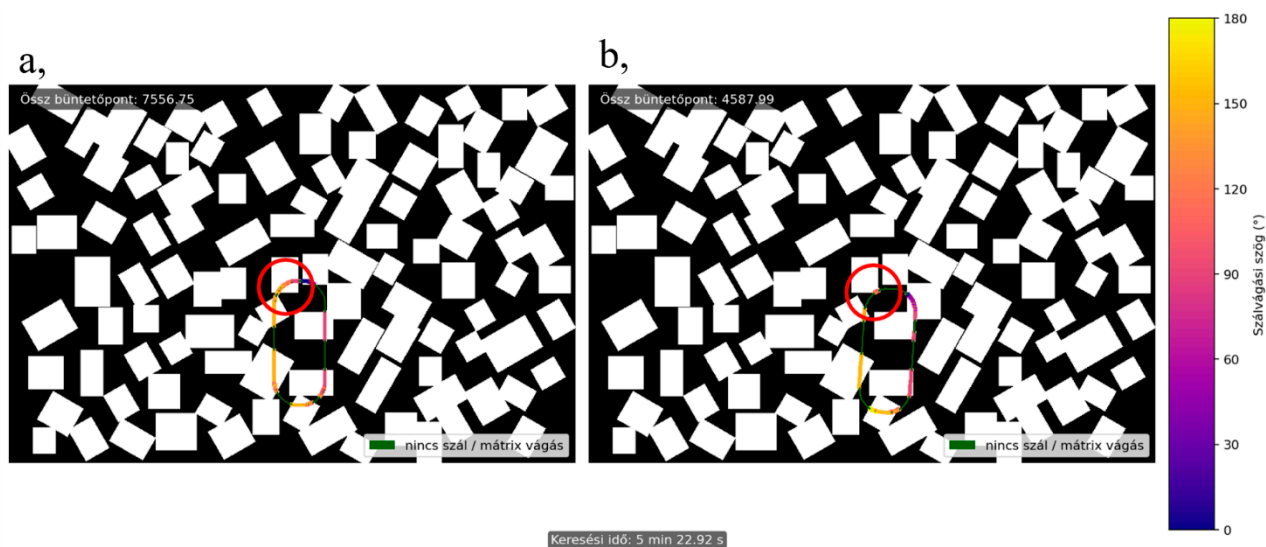 a,
Össz büntetőpont: 7556.75
nincs szál / mátrix vágás
b,
Össz büntetőpont: 4587.99
nincs szál / mátrix vágás
180
150
120
90
60
30
0
Szálvágási szög (°)
Keresési idő: 5 min 22.92 s